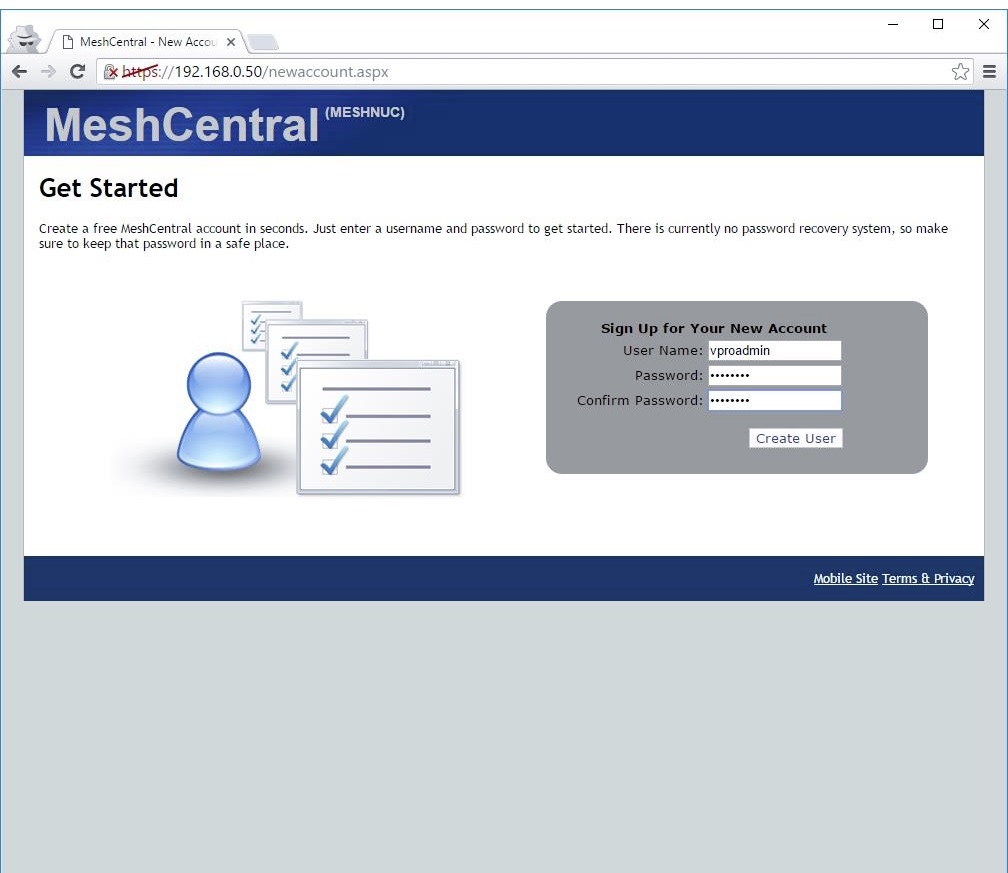 MeshCentral - New Accou
https://192.168.0.50/newaccount.aspx
MeshCentral (MESHNUC)
Get Started
Create a free MeshCentral account in seconds. Just enter a username and password to get started. There is currently no password recovery system, so make
sure to keep that password in a safe place.
Sign Up for Your New Account
User Name: vproadmin
Password: ••••••••
Confirm Password: ••••••••
Create User
Mobile Site Terms & Privacy